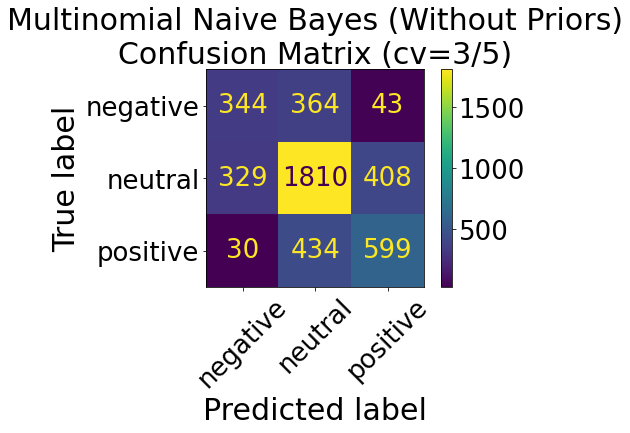 Multinomial Naive Bayes (Without Priors)
Confusion Matrix (cv=3/5)
True label
negative 344 364 43
neutral 329 1810 408
positive 30 434 599
negative neutral positive
Predicted label
1500
1000
500